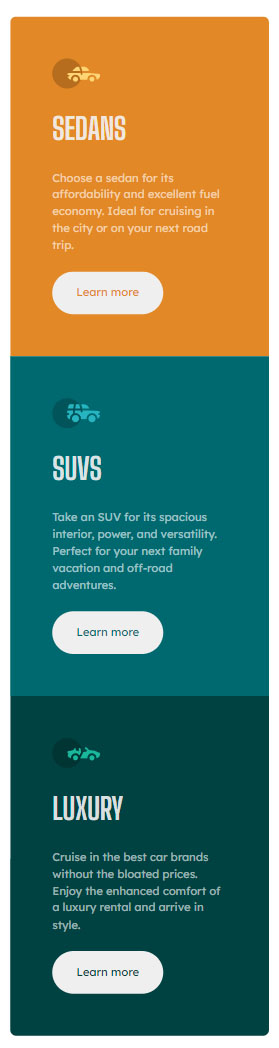 SEDANS
Choose a sedan for its
affordability and excellent fuel
economy. Ideal for cruising in
the city or on your next road
trip.
Learn more
SUVS
Take an SUV for its spacious
interior, power, and versatility.
Perfect for your next family
vacation and off-road
adventures.
Learn more
LUXURY
Cruise in the best car brands
without the bloated prices.
Enjoy the enhanced comfort of
a luxury rental and arrive in
style.
Learn more